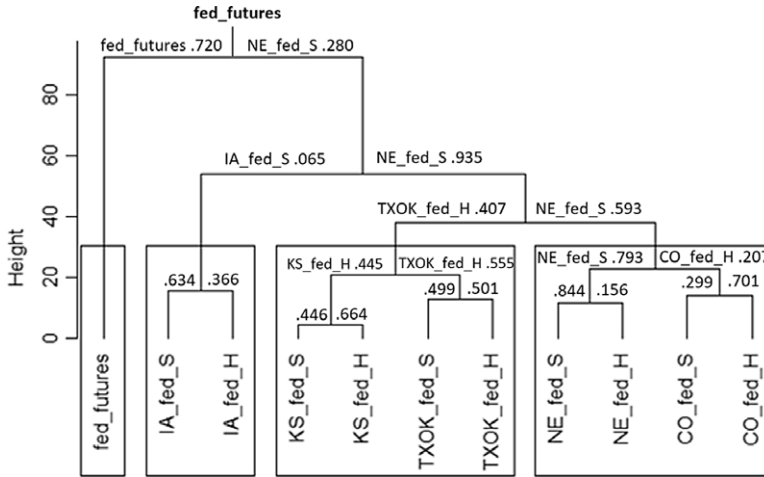 fed_futures
fed_futures .720 NE_fed_S .280
80
IA_fed_S .065 NE_fed_S .935
60
TXOK_fed_H .407 NE_fed_S .593
40
Height
KS_fed_H .445 TXOK_fed_H .555 NE_fed_S .793 CO_fed_H .207
20
.634 .366 .499 .501 .844 .156 .299 .701
.446 .664
0
fed_futures
IA_fed_S
IA_fed_H
KS_fed_S
KS_fed_H
TXOK_fed_S
TXOK_fed_H
NE_fed_S
NE_fed_H
CO_fed_S
CO_fed_H